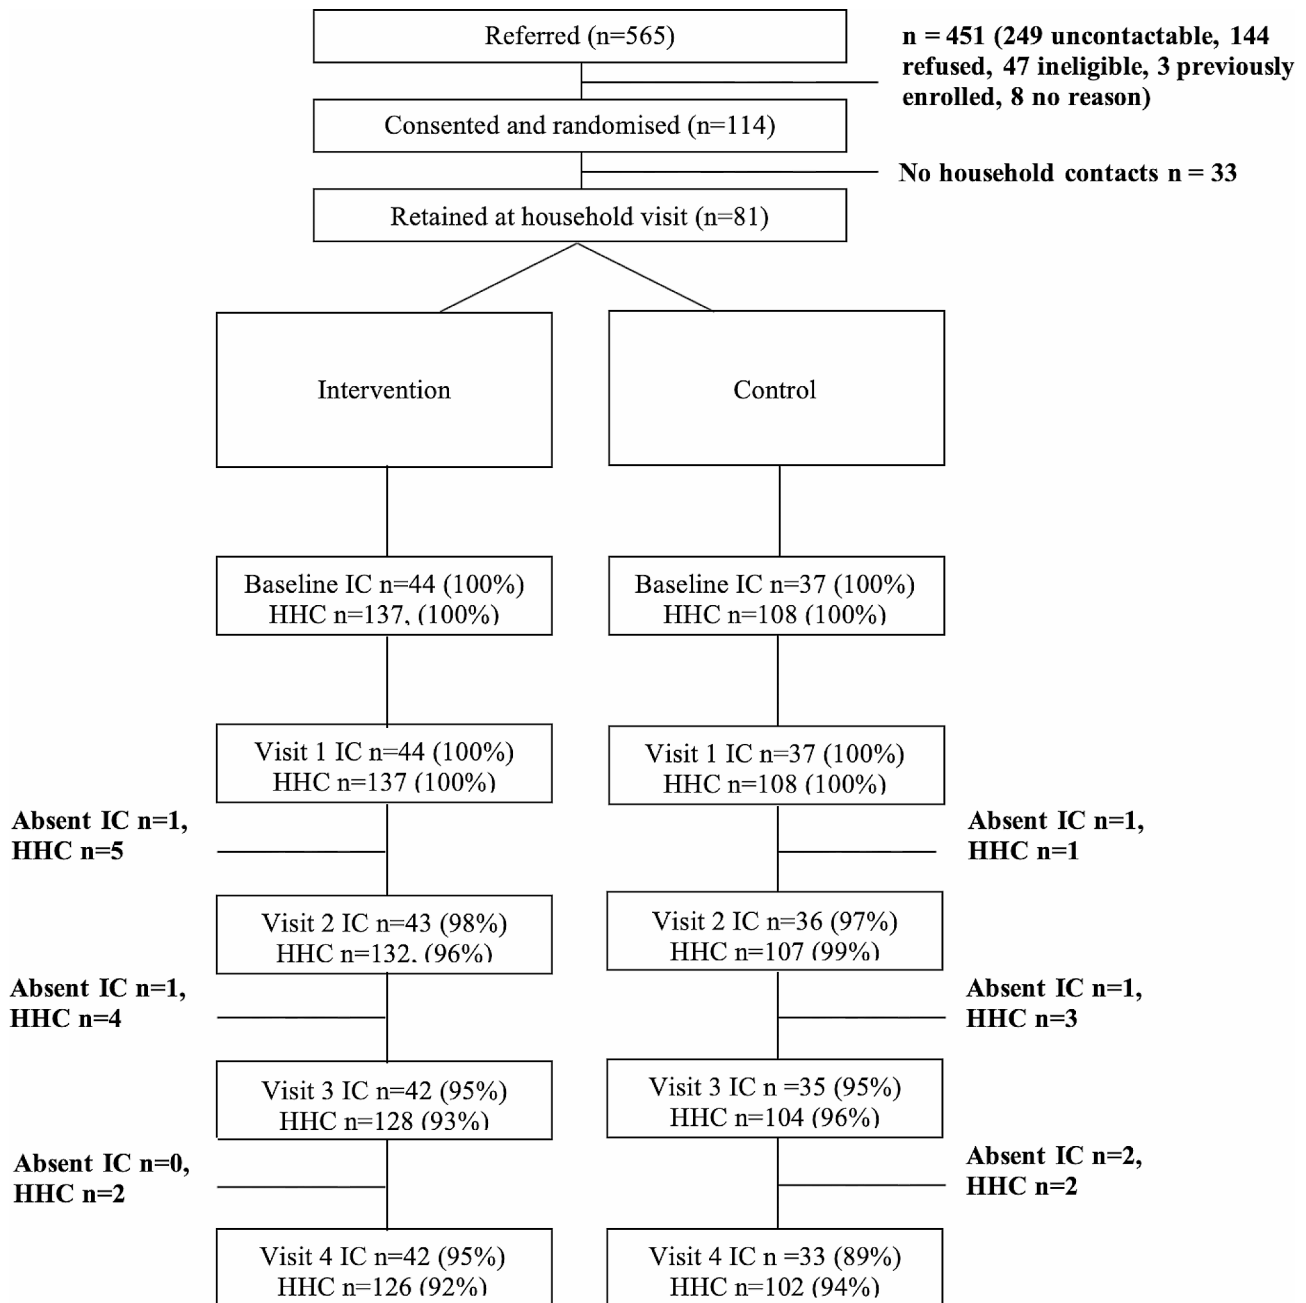 Referred (n=565)
n = 451 (249 uncontactable, 144
refused, 47 ineligible, 3 previously
enrolled, 8 no reason)
Consented and randomised (n=114)
No household contacts n = 33
Retained at household visit (n=81)
Intervention
Control
Baseline IC n=44 (100%)
HHC n=137, (100%)
Baseline IC n=37 (100%)
HHC n=108 (100%)
Visit 1 IC n=44 (100%)
HHC n=137 (100%)
Visit 1 IC n=37 (100%)
HHC n=108 (100%)
Absent IC n=1,
HHC n=5
Absent IC n=1,
HHC n=1
Visit 2 IC n=43 (98%)
HHC n=132, (96%)
Visit 2 IC n=36 (97%)
HHC n=107 (99%)
Absent IC n=1,
HHC n=4
Absent IC n=1,
HHC n=3
Visit 3 IC n=42 (95%)
HHC n=128 (93%)
Visit 3 IC n =35 (95%)
HHC n=104 (96%)
Absent IC n=0,
HHC n=2
Absent IC n=2,
HHC n=2
Visit 4 IC n=42 (95%)
HHC n=126 (92%)
Visit 4 IC n =33 (89%)
HHC n=102 (94%)